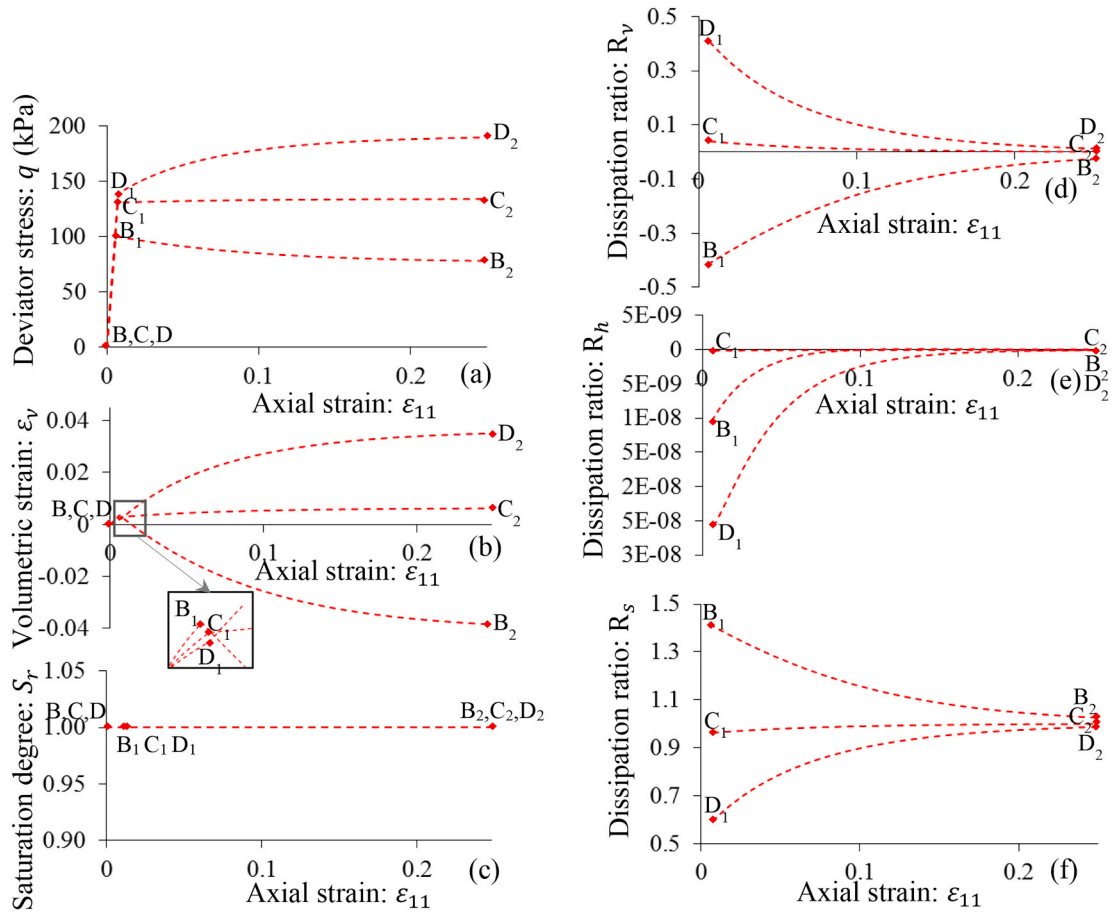 Deviator stress: q (kPa)
200
150
100
50
0
D₂
D₁
C₁
C₂
B₁
B₂
B,C,D
0 0.1 0.2
(a)
Axial strain: ε₁₁
Volumetric strain: εᵥ
0.04
0.02
0
-0.02
-0.04
D₂
B,C,D
C₂
0 0.1 0.2
(b)
Axial strain: ε₁₁
B₁
C₁
D₁
B₂
Saturation degree: Sᵣ
1.05
1.00
0.95
0.90
B,C,D
B₂,C₂,D₂
B₁ C₁ D₁
0 0.1 0.2
(c)
Axial strain: ε₁₁
Dissipation ratio: Rᵥ
0.5
0.3
0.1
-0.1
-0.3
-0.5
D₁
C₁
D₂
C₂
B₂
0 0.1 0.2
(d)
Axial strain: ε₁₁
B₁
Dissipation ratio: Rₕ
5E-09
0
5E-09
1E-08
5E-08
2E-08
5E-08
3E-08
C₁
C₂
B₂
D₂
0 0.1 0.2
(e)
Axial strain: ε₁₁
B₁
D₁
Dissipation ratio: Rₛ
1.5
1.3
1.1
0.9
0.7
0.5
B₁
B₂
C₁
C₂
D₂
D₁
0 0.1 0.2
(f)
Axial strain: ε₁₁